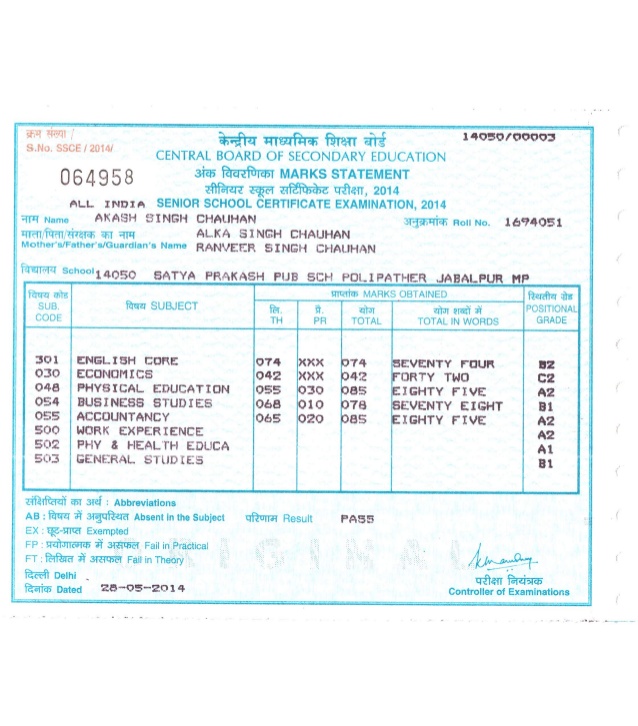 क्रम संख्या /
S.No. SSCE / 2014/
064958
14050/00003
केन्द्रीय माध्यमिक शिक्षा बोर्ड
CENTRAL BOARD OF SECONDARY EDUCATION
अंक विवरणिका MARKS STATEMENT
सीनियर स्कूल सर्टिफिकेट परीक्षा, 2014
ALL INDIA SENIOR SCHOOL CERTIFICATE EXAMINATION, 2014
नाम Name AKASH SINGH CHAUHAN अनुक्रमांक Roll No. 1694051
माता/पिता/संरक्षक का नाम ALKA SINGH CHAUHAN
Mother's/Father's/Guardian's Name RANVEER SINGH CHAUHAN
विद्यालय School 14050 SATYA PRAKASH PUB SCH POLIPATHER JABALPUR MP
विषय कोड विषय SUBJECT प्राप्तांक MARKS OBTAINED स्थितीय ग्रेड
SUB. CODE लि. TH प्रै. PR योग TOTAL योग शब्दों में TOTAL IN WORDS POSITIONAL GRADE
301 ENGLISH CORE 074 XXX 074 SEVENTY FOUR B2
030 ECONOMICS 042 XXX 042 FORTY TWO C2
048 PHYSICAL EDUCATION 055 030 085 EIGHTY FIVE A2
054 BUSINESS STUDIES 068 010 078 SEVENTY EIGHT B1
055 ACCOUNTANCY 065 020 085 EIGHTY FIVE A2
500 WORK EXPERIENCE A2
502 PHY & HEALTH EDUCA A1
503 GENERAL STUDIES B1
संक्षिप्तियों का अर्थ : Abbreviations
AB : विषय में अनुपस्थित Absent in the Subject परिणाम Result PASS
EX : छूट-प्राप्त Exempted
FP : प्रयोगात्मक में असफल Fail in Practical
FT : लिखित में असफल Fail in Theory
दिल्ली Delhi
दिनांक Dated 28-05-2014
परीक्षा नियंत्रक
Controller of Examinations